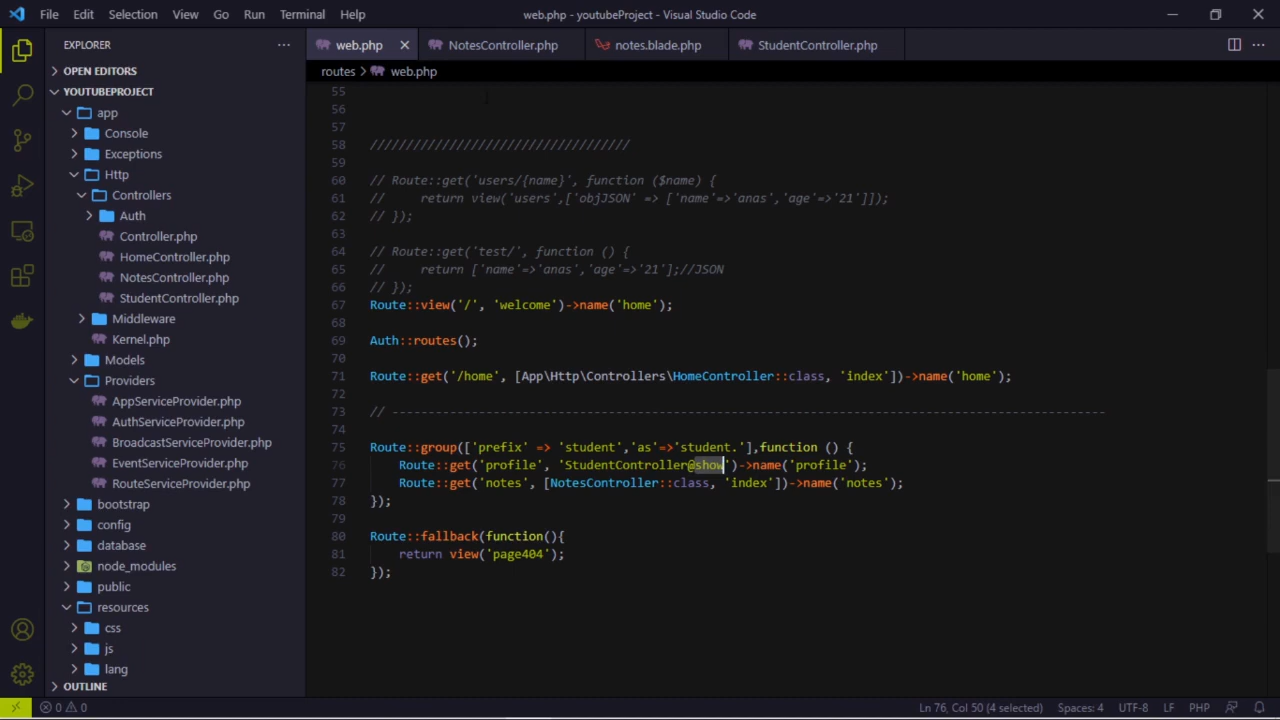 File Edit Selection View Go Run Terminal Help
web.php - youtubeProject - Visual Studio Code
EXPLORER
web.php
NotesController.php
notes.blade.php
StudentController.php
OPEN EDITORS
routes > web.php
YOUTUBEPROJECT
app
Console
Exceptions
Http
Controllers
Auth
Controller.php
HomeController.php
NotesController.php
StudentController.php
Middleware
Kernel.php
Models
Providers
AppServiceProvider.php
AuthServiceProvider.php
BroadcastServiceProvider.php
EventServiceProvider.php
RouteServiceProvider.php
bootstrap
config
database
node_modules
public
resources
css
js
lang
OUTLINE
55
56
57
58 ////////////////////////////////////
59
60 // Route::get('users/{name}', function ($name) {
61 //     return view('users',['objJSON' => ['name'=>'anas','age'=>'21']]);
62 // });
63
64 // Route::get('test/', function () {
65 //     return ['name'=>'anas','age'=>'21'];//JSON
66 // });
67 Route::view('/', 'welcome')->name('home');
68
69 Auth::routes();
70
71 Route::get('/home', [App\Http\Controllers\HomeController::class, 'index'])->name('home');
72
73 // ---------------------------------------------------------------------------------------------------
74
75 Route::group(['prefix' => 'student','as'=>'student.'],function () {
76     Route::get('profile', 'StudentController@show')->name('profile');
77     Route::get('notes', [NotesController::class, 'index'])->name('notes');
78 });
79
80 Route::fallback(function(){
81     return view('page404');
82 });
0 0
Ln 76, Col 50 (4 selected) Spaces: 4 UTF-8 LF PHP